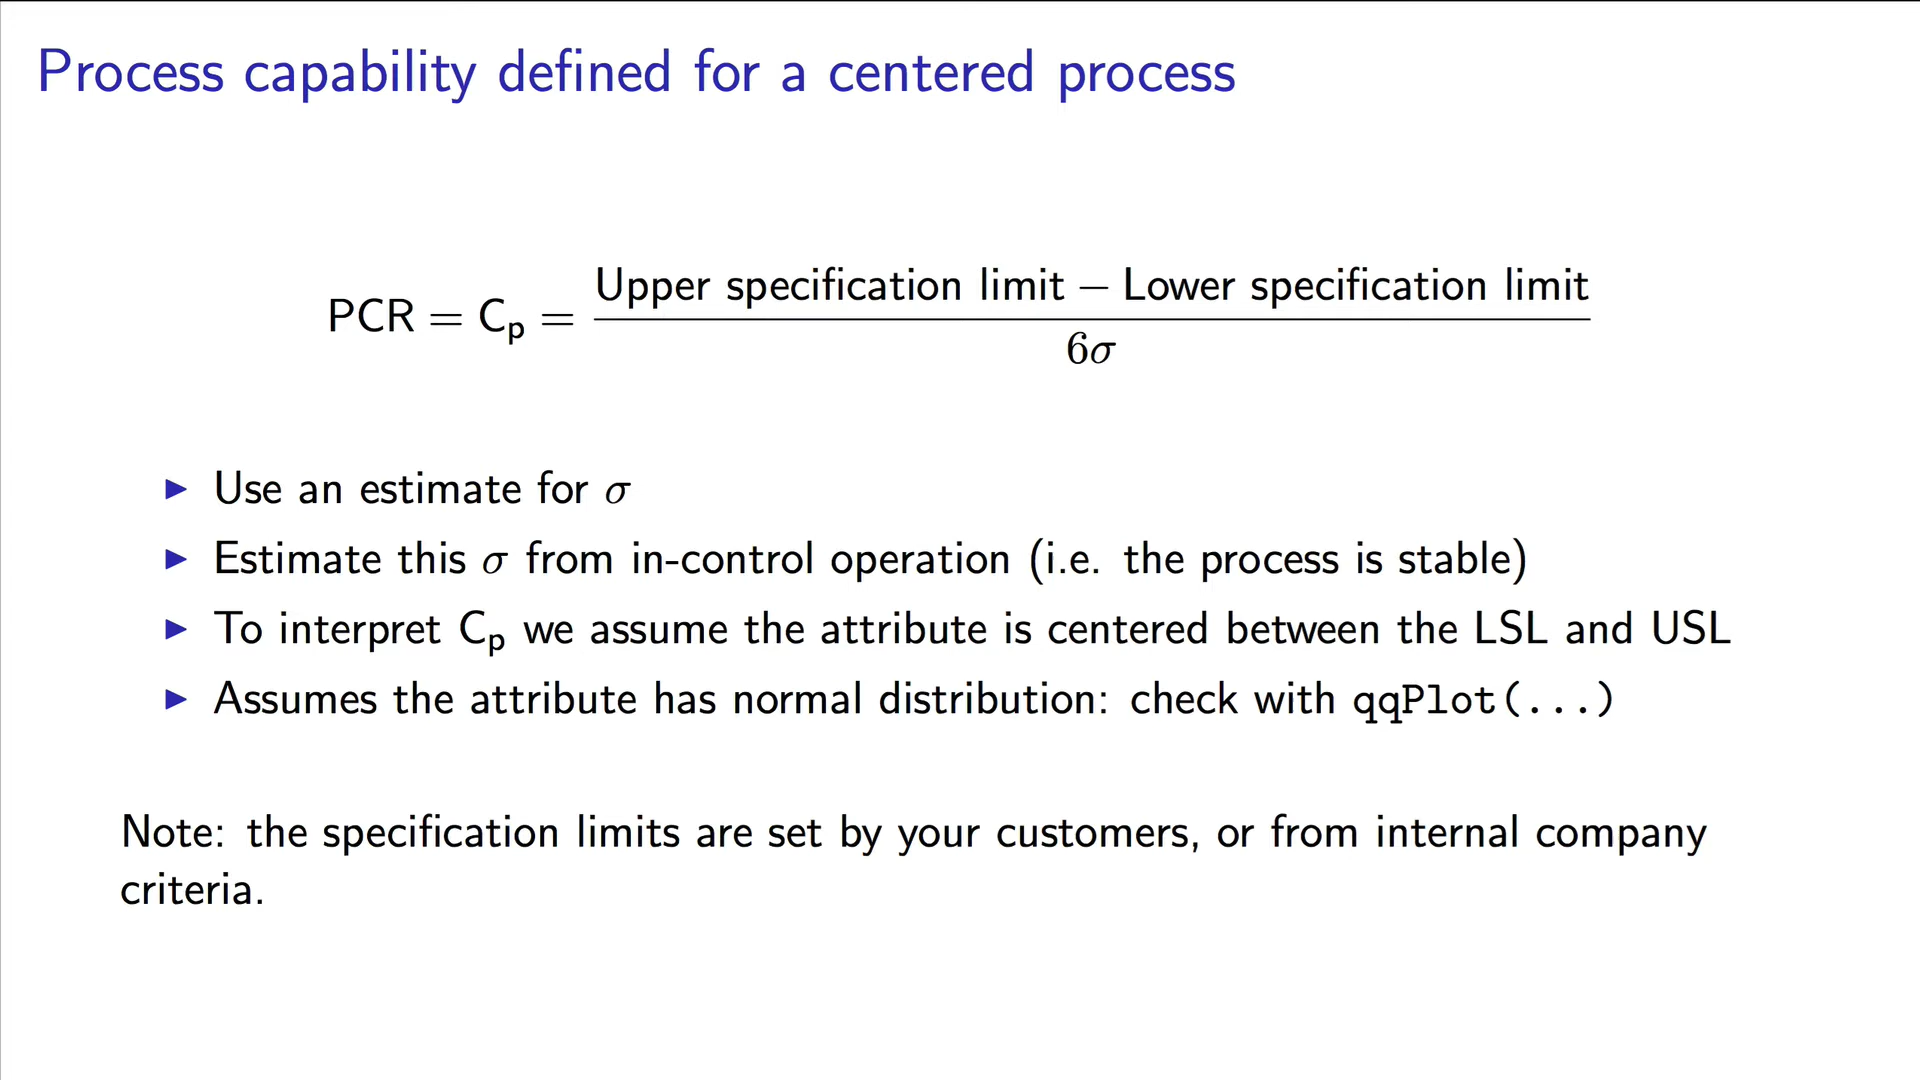 Process capability defined for a centered process
PCR = Cₚ = Upper specification limit − Lower specification limit
6σ
▶ Use an estimate for σ
▶ Estimate this σ from in-control operation (i.e. the process is stable)
▶ To interpret Cₚ we assume the attribute is centered between the LSL and USL
▶ Assumes the attribute has normal distribution: check with qqPlot(...)
Note: the specification limits are set by your customers, or from internal company
criteria.